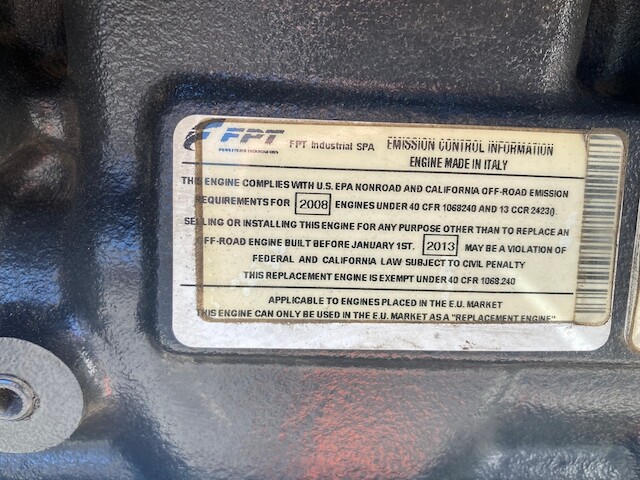 FPT
FPT Industrial SPA
EMISSION CONTROL INFORMATION
ENGINE MADE IN ITALY
THIS ENGINE COMPLIES WITH U.S. EPA NONROAD AND CALIFORNIA OFF-ROAD EMISSION
REQUIREMENTS FOR 2008 ENGINES UNDER 40 CFR 1068240 AND 13 CCR 2423().
SELLING OR INSTALLING THIS ENGINE FOR ANY PURPOSE OTHER THAN TO REPLACE AN
OFF-ROAD ENGINE BUILT BEFORE JANUARY 1ST. 2013 MAY BE A VIOLATION OF
FEDERAL AND CALIFORNIA LAW SUBJECT TO CIVIL PENALTY
THIS REPLACEMENT ENGINE IS EXEMPT UNDER 40 CFR 1068.240
APPLICABLE TO ENGINES PLACED IN THE E.U. MARKET
THIS ENGINE CAN ONLY BE USED IN THE E.U. MARKET AS A "REPLACEMENT ENGINE"